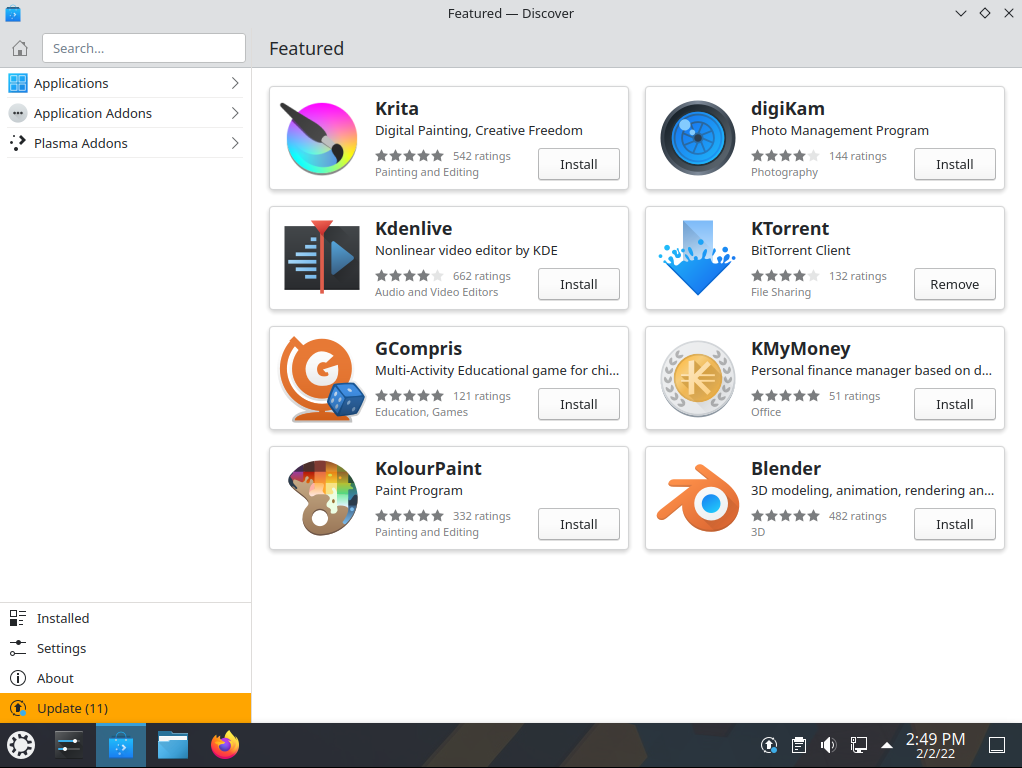 Featured — Discover
Search...
Featured
Applications
Application Addons
Plasma Addons
Krita
Digital Painting, Creative Freedom
542 ratings
Painting and Editing
Install
digiKam
Photo Management Program
144 ratings
Photography
Install
Kdenlive
Nonlinear video editor by KDE
662 ratings
Audio and Video Editors
Install
KTorrent
BitTorrent Client
132 ratings
File Sharing
Remove
GCompris
Multi-Activity Educational game for chi...
121 ratings
Education, Games
Install
KMyMoney
Personal finance manager based on d...
51 ratings
Office
Install
KolourPaint
Paint Program
332 ratings
Painting and Editing
Install
Blender
3D modeling, animation, rendering an...
482 ratings
3D
Install
Installed
Settings
About
Update (11)
2:49 PM
2/2/22